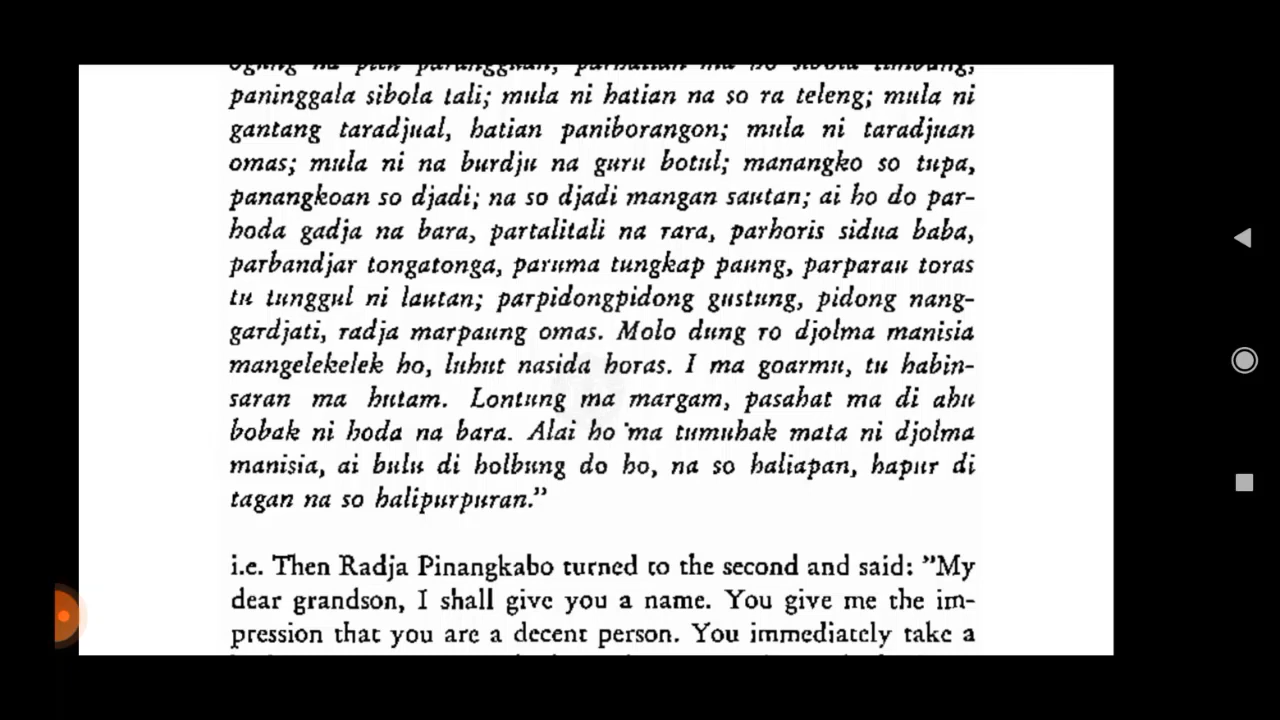 paninggala sibola tali; mula ni hatian na so ra teleng; mula ni
gantang taradjual, hatian paniborangon; mula ni taradjuan
omas; mula ni na burdju na guru botul; manangko so tupa,
panangkoan so djadi; na so djadi mangan sautan; ai ho do par-
hoda gadja na bara, partalitali na rara, parhoris sidua baba,
parbandjar tongatonga, paruma tungkap paung, parparau toras
tu tunggul ni lautan; parpidongpidong gustung, pidong nang-
gardjati, radja marpaung omas. Molo dung ro djolma manisia
mangelekelek ho, luhut nasida horas. I ma goarmu, tu habin-
saran ma hutam. Lontung ma margam, pasahat ma di ahu
bobak ni hoda na bara. Alai ho ma tumuhak mata ni djolma
manisia, ai bulu di holbung do ho, na so haliapan, hapur di
tagan na so halipurpuran.”
i.e. Then Radja Pinangkabo turned to the second and said: ”My
dear grandson, I shall give you a name. You give me the im-
pression that you are a decent person. You immediately take a